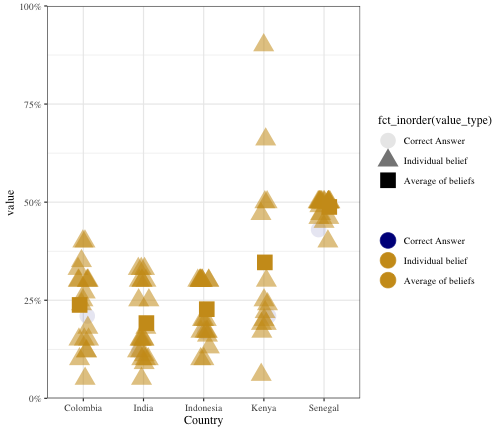 100%
75%
50%
25%
0%
value
Colombia India Indonesia Kenya Senegal
Country
fct_inorder(value_type)
Correct Answer
Individual belief
Average of beliefs
Correct Answer
Individual belief
Average of beliefs